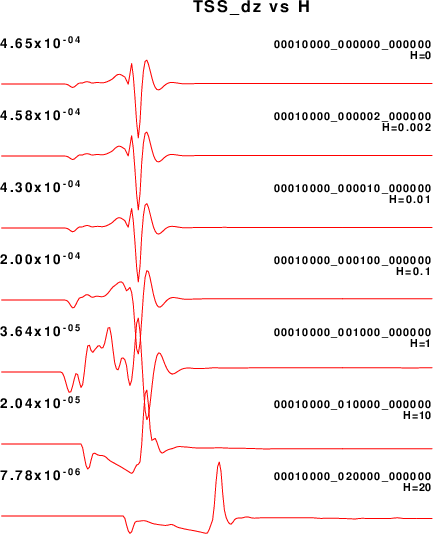 TSS_dz vs H
4.65x10-04 00010000_000000_000000
H=0
4.58x10-04 00010000_000002_000000
H=0.002
4.30x10-04 00010000_000010_000000
H=0.01
2.00x10-04 00010000_000100_000000
H=0.1
3.64x10-05 00010000_001000_000000
H=1
2.04x10-05 00010000_010000_000000
H=10
7.78x10-06 00010000_020000_000000
H=20